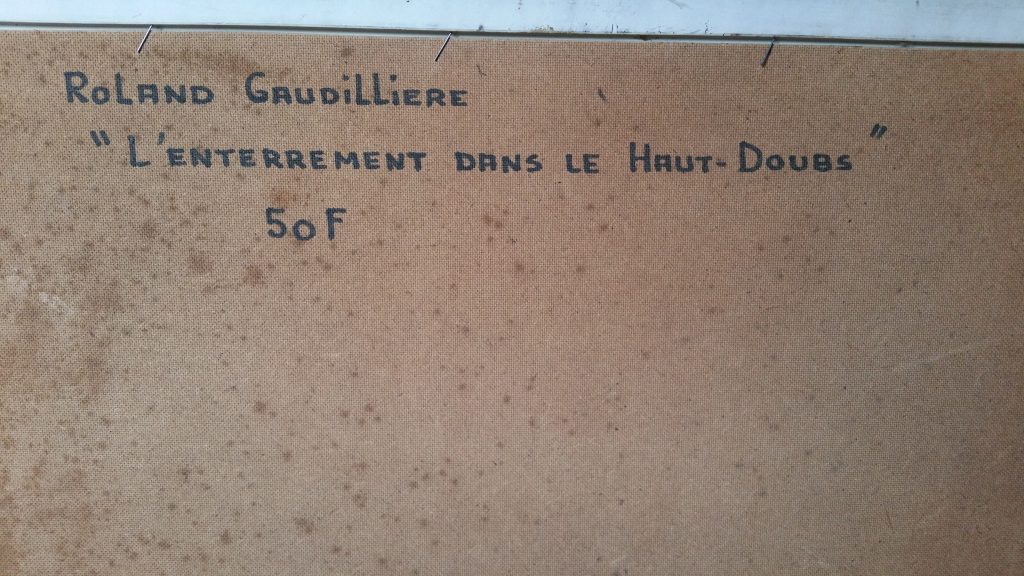 Roland Gaudilliere
" L'enterrement dans le Haut-Doubs "
50F